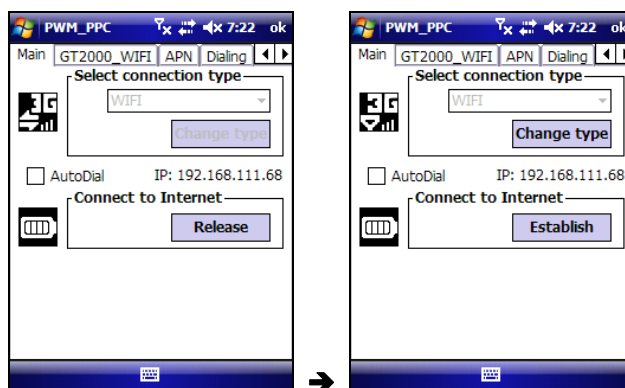 PWM_PPC 7:22 ok
Main GT2000_WIFI APN Dialing
Select connection type
3G
WIFI
Change type
AutoDial IP: 192.168.111.68
Connect to Internet
Release
PWM_PPC 7:22 ok
Main GT2000_WIFI APN Dialing
Select connection type
3G
WIFI
Change type
AutoDial IP: 192.168.111.68
Connect to Internet
Establish